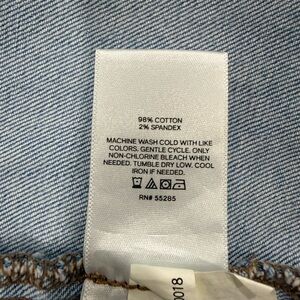 98% COTTON
2% SPANDEX
MACHINE WASH COLD WITH LIKE
COLORS, GENTLE CYCLE. ONLY
NON-CHLORINE BLEACH WHEN
NEEDED. TUMBLE DRY LOW. COOL
IRON IF NEEDED.
RN# 55285
0018